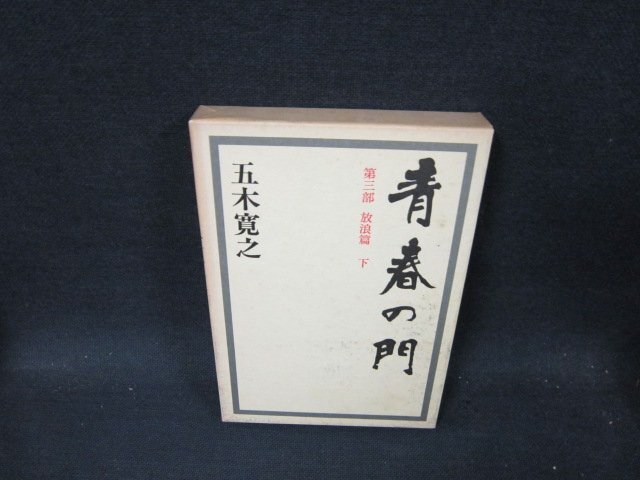 青春の門
第三部 放浪篇 下
五木寛之